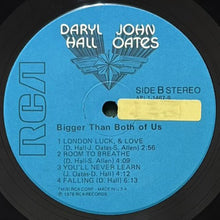 DARYL JOHN
HALL OATES
RCA
SIDE B STEREO
Bigger Than Both of Us
1 LONDON LUCK, & LOVE
(D. Hall-J. Oates-S. Allen) 2:56
2 ROOM TO BREATHE
(D. Hall-S. Allen) 4:09
3 YOU'LL NEVER LEARN
(J. Oates-D. Hall) 4:13
4 FALLING (D. Hall) 6:13